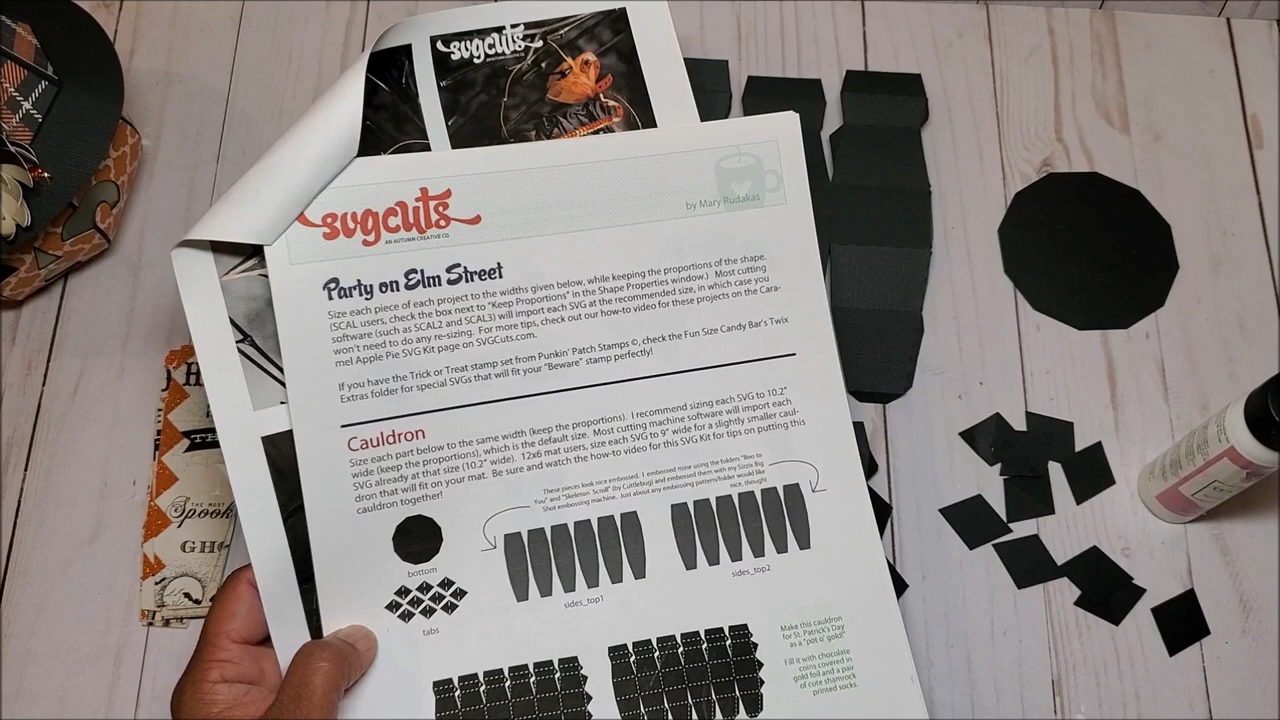 svgcuts
svgcuts
AN AUTUMN CREATIVE CO.
by Mary Rudakas
Party on Elm Street
Size each piece of each project to the widths given below, while keeping the proportions of the shape.
(SCAL users, check the box next to "Keep Proportions" in the Shape Properties window.) Most cutting
software (such as SCAL2 and SCAL3) will import each SVG at the recommended size, in which case you
won't need to do any re-sizing. For more tips, check out our how-to video for these projects on the Cara-
mel Apple Pie SVG Kit page on SVGCuts.com.
If you have the Trick or Treat stamp set from Punkin' Patch Stamps ©, check the Fun Size Candy Bar's Twix
Extras folder for special SVGs that will fit your "Beware" stamp perfectly!
Cauldron
Size each part below to the same width (keep the proportions). I recommend sizing each SVG to 10.2"
wide (keep the proportions), which is the default size. Most cutting machine software will import each
SVG already at that size (10.2" wide). 12x6 mat users, size each SVG to 9" wide for a slightly smaller caul-
dron that will fit on your mat. Be sure and watch the how-to video for this SVG Kit for tips on putting this
cauldron together!
These pieces look nice embossed. I embossed mine using the folders "Boo to
You" and "Skeleton Scroll" (by Cuttlebug) and embossed them with my Sizzix Big
Shot embossing machine. Just about any embossing pattern/folder would like
nice, though!
bottom
tabs
sides_top1
sides_top2
Make this cauldron
for St. Patrick's Day
as a "pot o' gold!"
Fill it with chocolate
coins covered in
gold foil and a pair
of cute shamrock
printed socks.
THE MOST
Spook
GH